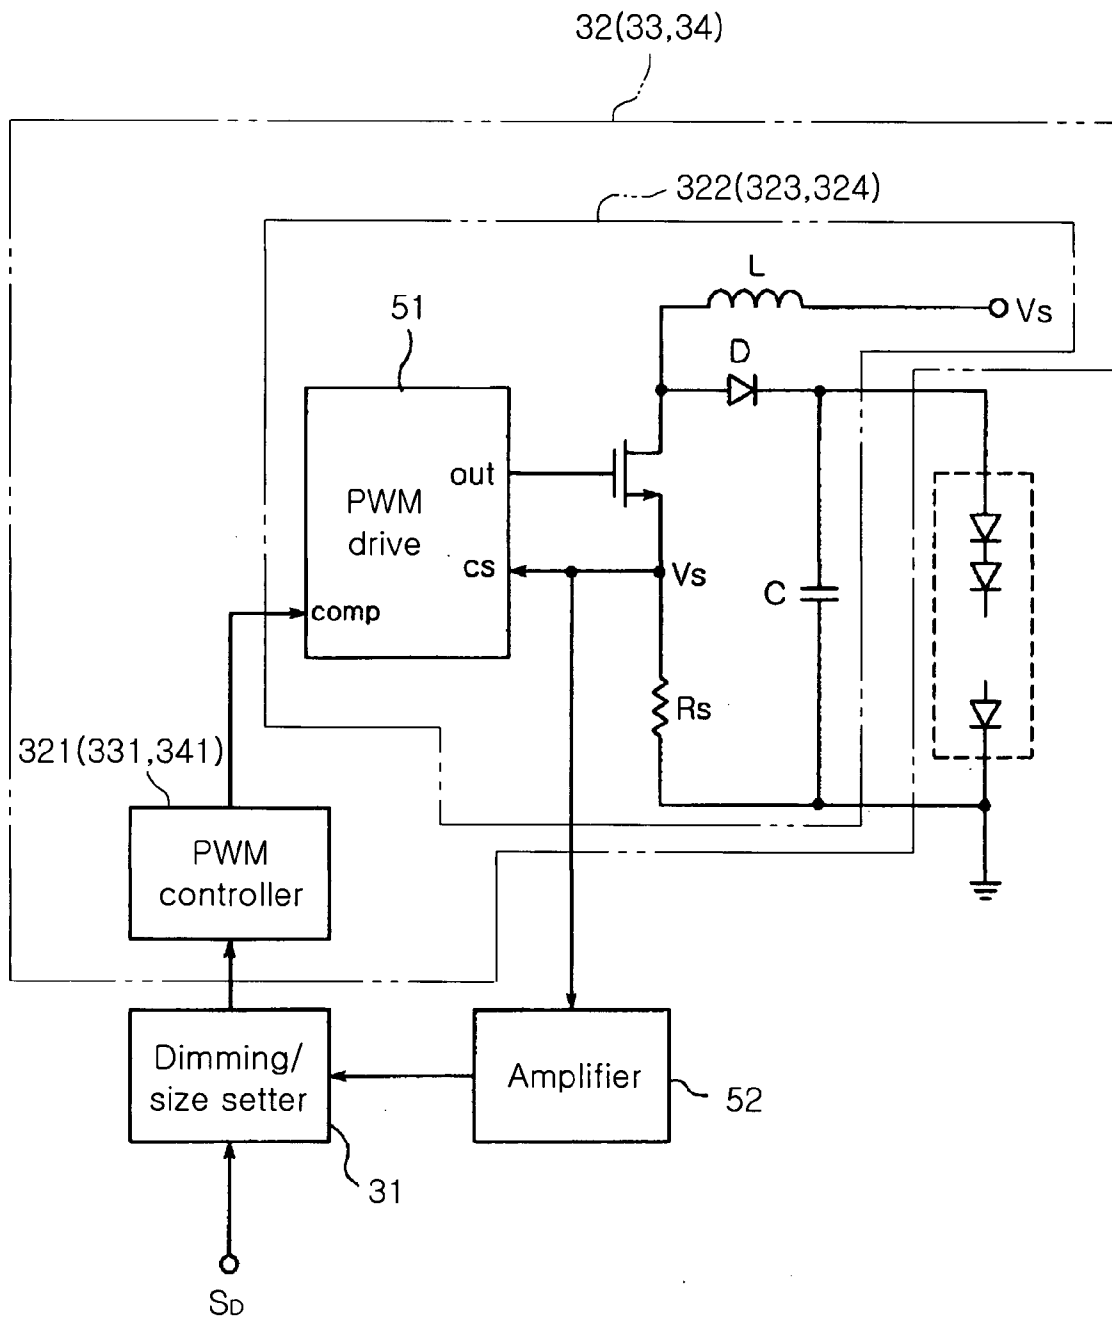 32(33,34)
322(323,324)
L
Vs
51
D
out
PWM
drive
cs
Vs
C
comp
Rs
321(331,341)
PWM
controller
Dimming/
size setter
Amplifier
52
31
SD